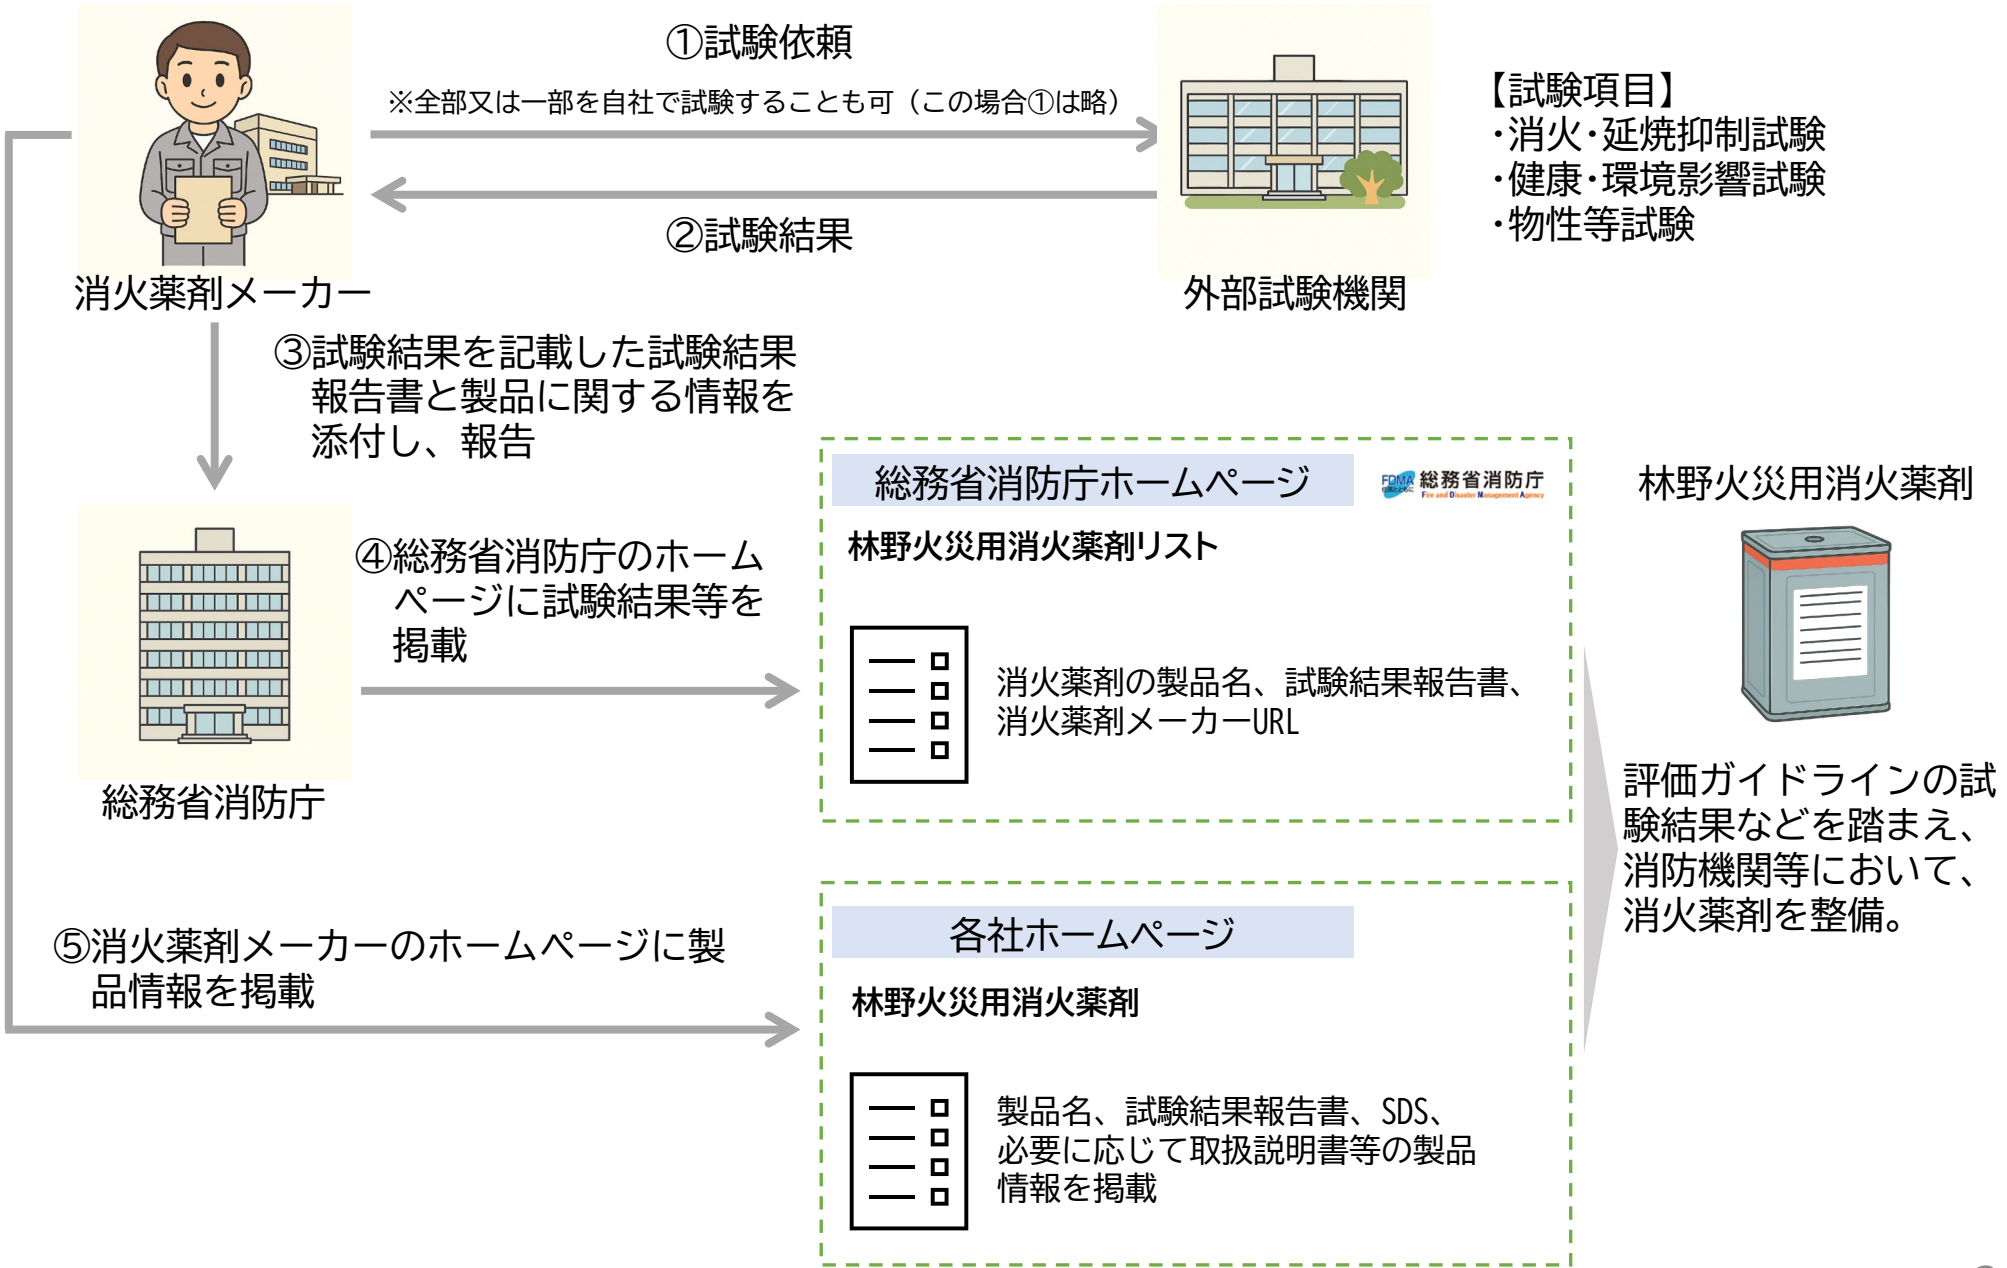 ①試験依頼
※全部又は一部を自社で試験することも可（この場合①は略）
②試験結果
消火薬剤メーカー
外部試験機関
【試験項目】
・消火・延焼抑制試験
・健康・環境影響試験
・物性等試験
③試験結果を記載した試験結果
報告書と製品に関する情報を
添付し、報告
総務省消防庁
④総務省消防庁のホーム
ページに試験結果等を
掲載
総務省消防庁ホームページ
FDMA
総務省消防庁
Fire and Disaster Management Agency
林野火災用消火薬剤リスト
消火薬剤の製品名、試験結果報告書、
消火薬剤メーカーURL
⑤消火薬剤メーカーのホームページに製
品情報を掲載
各社ホームページ
林野火災用消火薬剤
製品名、試験結果報告書、SDS、
必要に応じて取扱説明書等の製品
情報を掲載
林野火災用消火薬剤
評価ガイドラインの試
験結果などを踏まえ、
消防機関等において、
消火薬剤を整備。